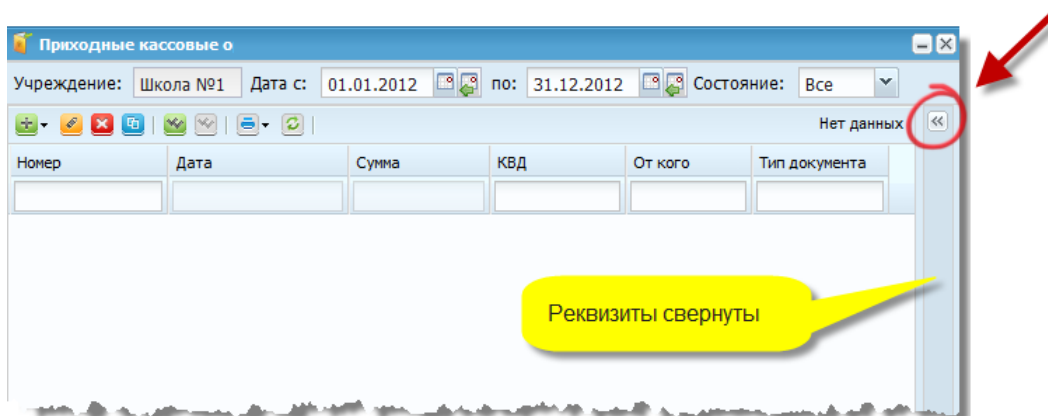 Приходные кассовые о
Учреждение: Школа №1 Дата с: 01.01.2012 по: 31.12.2012 Состояние: Все
Нет данных
Номер Дата Сумма КВД От кого Тип документа
Реквизиты свернуты